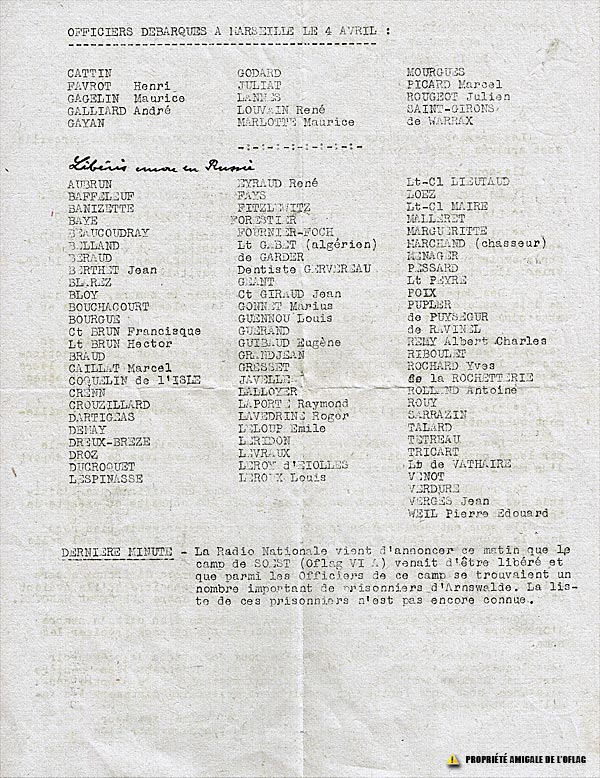 OFFICIERS DEBARQUES A MARSEILLE LE 4 AVRIL :
CATTIN
FAVROT Henri
GAGELIN Maurice
GALLIARD André
GAYAN
GODARD
JULIAT
LANNES
LOUVAIN René
MARLOTTE Maurice
MOURGUES
PICARD Marcel
ROUGEOT Julien
SAINT-GIRONS
de WARRAX
-:-:-:-:-:-:-:-:-
Libérés encore en Russie
AUBRUN
BAFFELEUF
BANIZETTE
BAYE
BEAUCOUDRAY
BELLAND
BERAUD
BERTHET Jean
BLAREZ
BLOY
BOUCHACOURT
BOURGUE
Ct BRUN Francisque
Lt BRUN Hector
BRAUD
CAILLAT Marcel
COQUELIN de l'ISLE
CRENN
CROUZILLARD
DARTIGEAS
DEMAY
DREUX-BREZE
DROZ
DUCROQUET
LESPINASSE
EYRAUD René
FAYS
FITZLEWITZ
FORESTIER
FOURNIER-FOCH
Lt GABET (algérien)
de GARDER
Dentiste GERVEREAU
GEANT
Ct GIRAUD Jean
GONNET Marius
GUENNOU Louis
GUERAND
GUIBAUD Eugène
GRANDJEAN
GRESSET
JAVELLE
LALLOYER
LAPORTE Raymond
LAVEDRINE Roger
LELOUP Emile
LERIDON
LEVRAUX
LEROY d'EIOLLES
LEROUX Louis
Lt-Cl LIEUTAUD
LOEZ
Lt-Cl MAIRE
MALLERET
MARGUERITTE
MARCHAND (chasseur)
MENAGER
PESSARD
Lt PEYRE
POIX
PUPLER
de PUYSEGUR
de RAVINEL
REMY Albert Charles
RIBOULET
ROCHARD Yves
de la ROCHETTERIE
ROLLAND Antoine
ROUY
SARRAZIN
TALARD
TETREAU
TRICART
Lt de VATHAIRE
VENOT
VERDURE
VERGES Jean
WEIL Pierre Edouard
DERNIERE MINUTE - La Radio Nationale vient d'annoncer ce matin que le
camp de SOEST (Oflag VI A) venait d'être libéré et
que parmi les Officiers de ce camp se trouvaient un
nombre important de prisonniers d'Arnswalde. La lis-
te de ces prisonniers n'est pas encore connue.
PROPRIÉTÉ AMICALE DE L'OFLAG